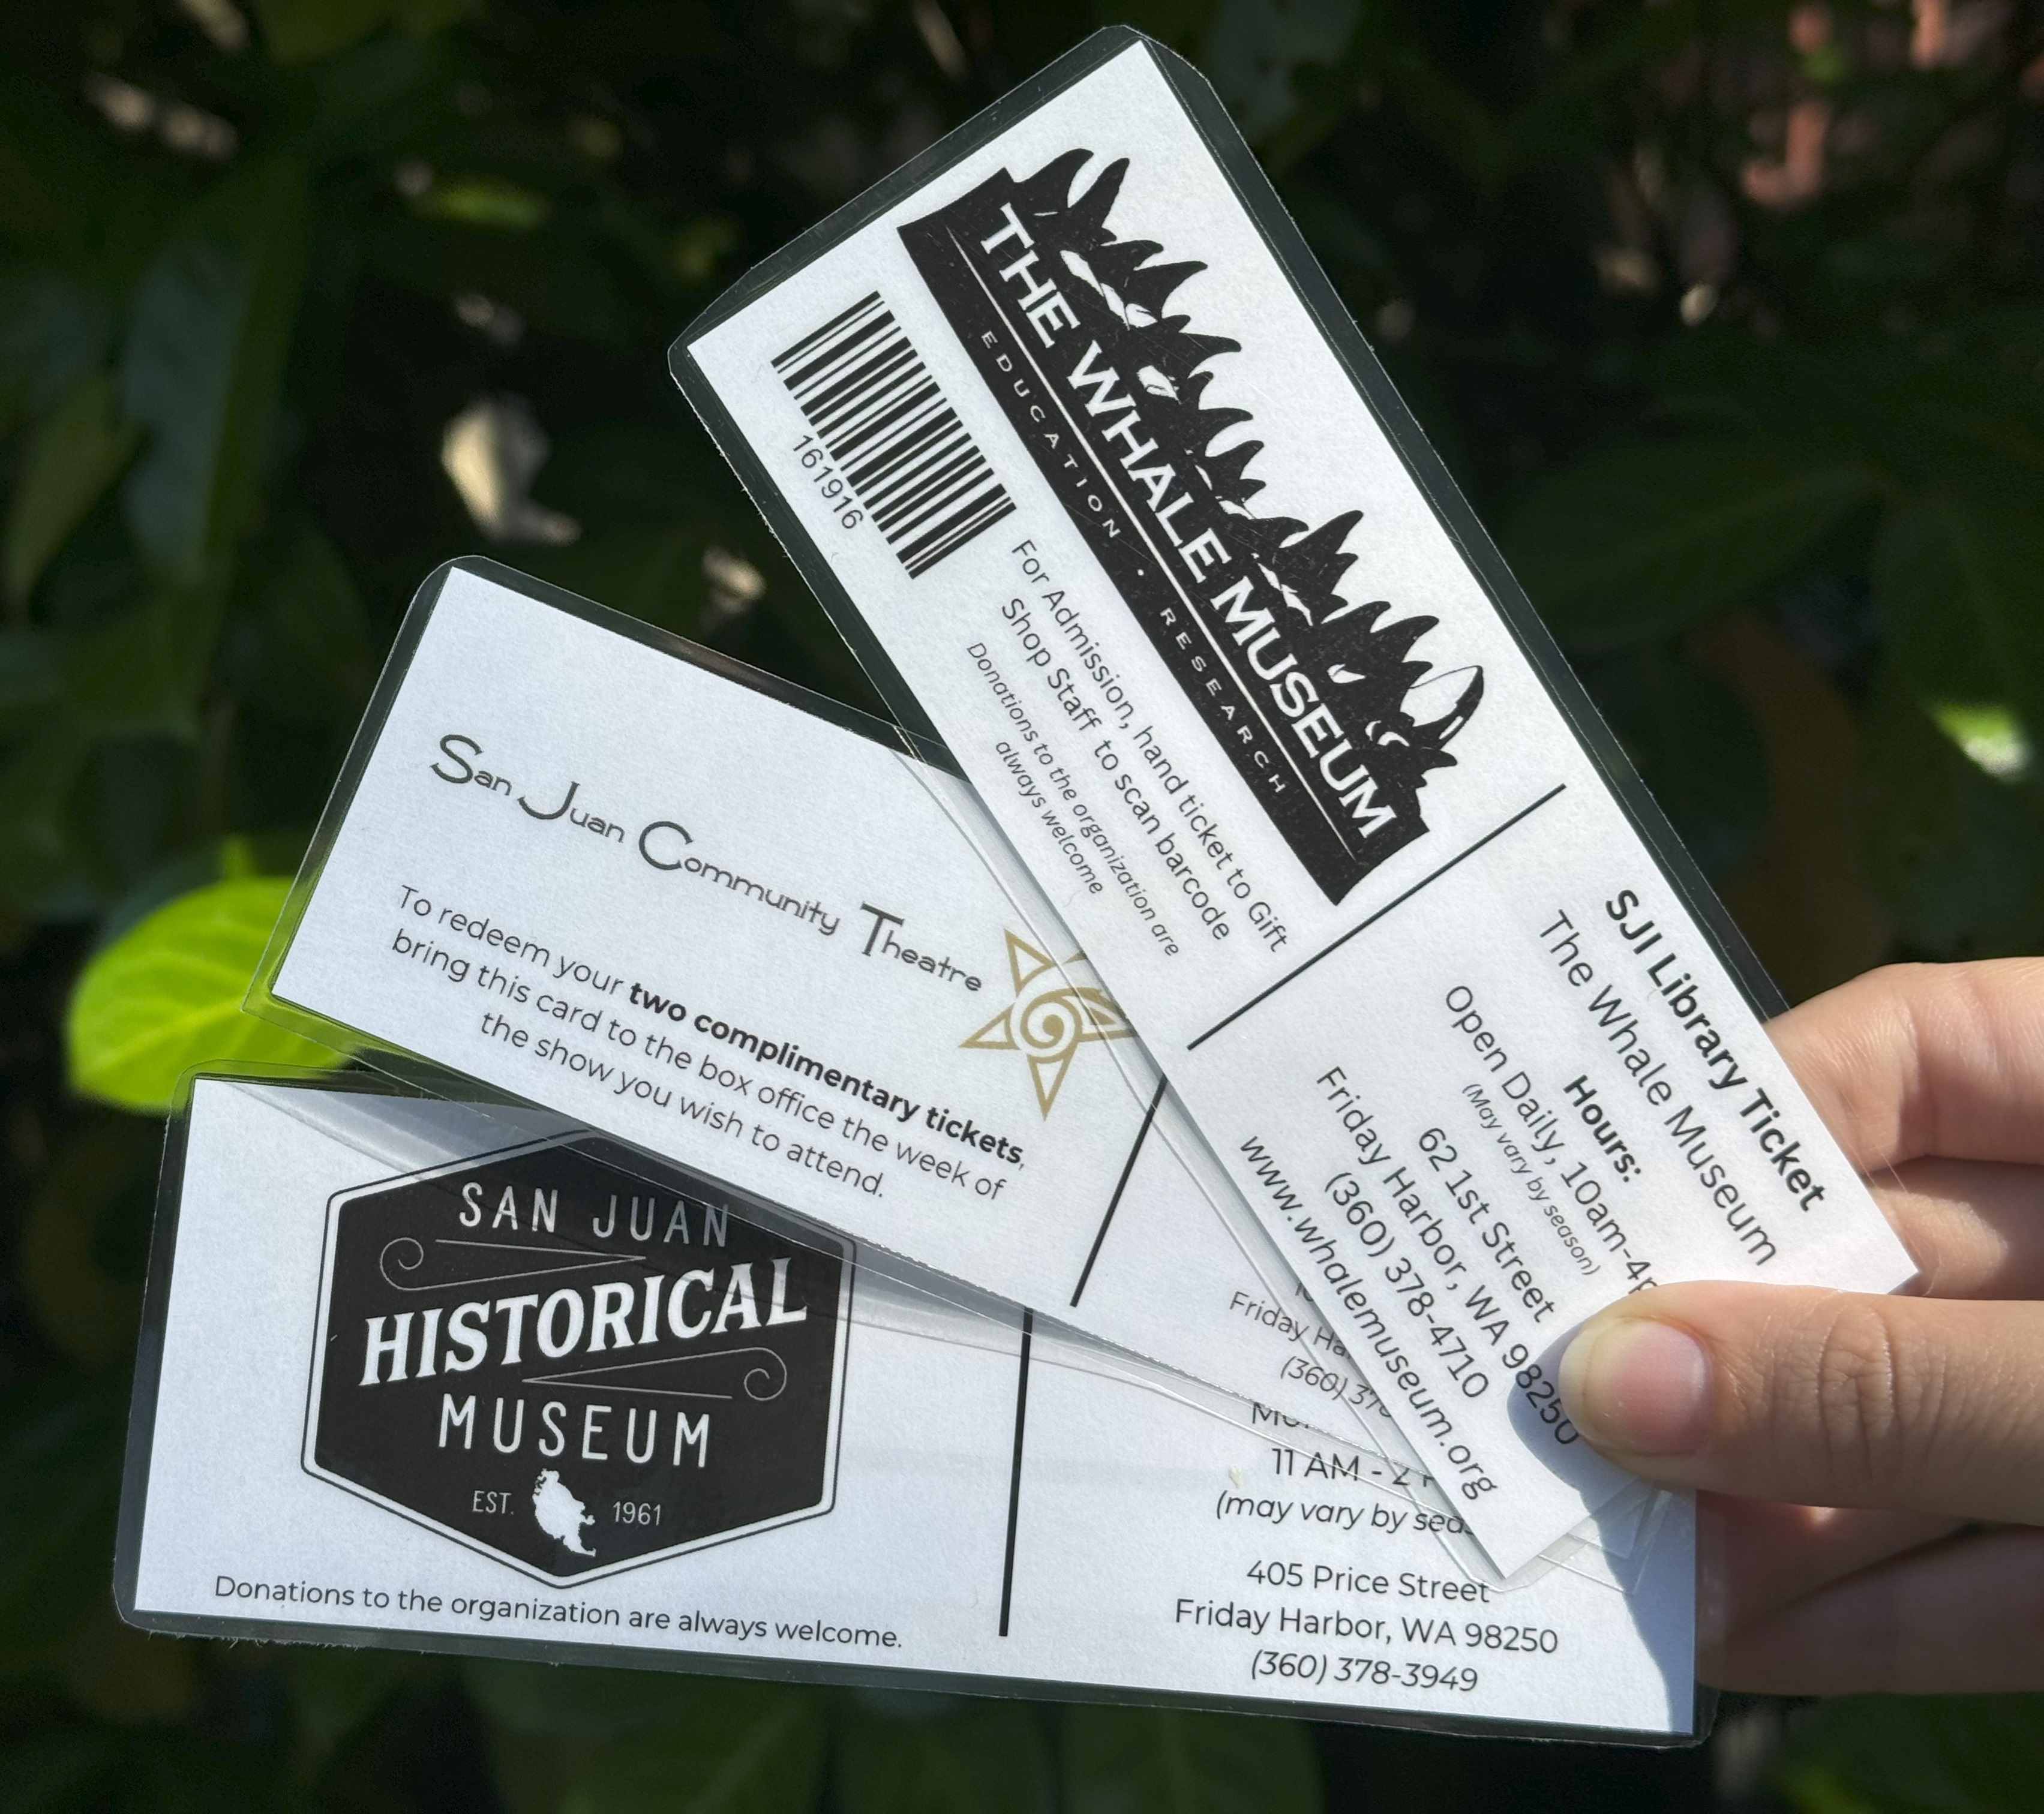 THE WHALE MUSEUM
EDUCATION · RESEARCH
161916
For Admission, hand ticket to Gift
Shop Staff to scan barcode
Donations to the organization are
always welcome
SJI Library Ticket
The Whale Museum
Hours:
Open Daily, 10am-4
(May vary by season)
62 1st Street
Friday Harbor, WA 98250
(360) 378-4710
www.whalemuseum.org
San Juan Community Theatre
To redeem your two complimentary tickets,
bring this card to the box office the week of
the show you wish to attend.
Friday
(360)
SAN JUAN
HISTORICAL
MUSEUM
EST. 1961
Donations to the organization are always welcome.
11 AM - 2
(may vary by
405 Price Street
Friday Harbor, WA 98250
(360) 378-3949